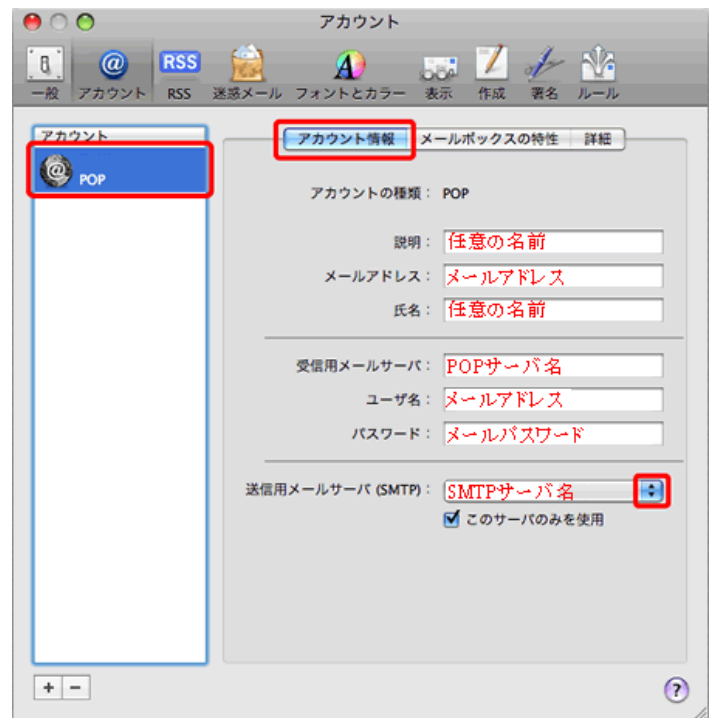 アカウント
RSS
一般 アカウント RSS 迷惑メール フォントとカラー 表示 作成 署名 ルール
アカウント
POP
アカウント情報 メールボックスの特性 詳細
アカウントの種類： POP
説明： 任意の名前
メールアドレス： メールアドレス
氏名： 任意の名前
受信用メールサーバ： POPサーバ名
ユーザ名： メールアドレス
パスワード： メールパスワード
送信用メールサーバ (SMTP)： SMTPサーバ名
このサーバのみを使用